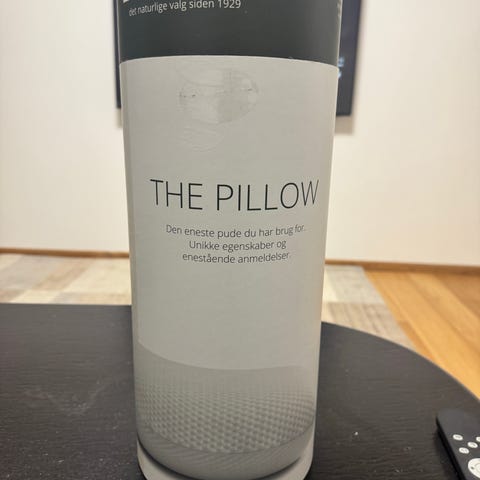 det naturlige valg siden 1929
THE PILLOW
Den eneste pude du har brug for.
Unikke egenskaber og
enestående anmeldelser.